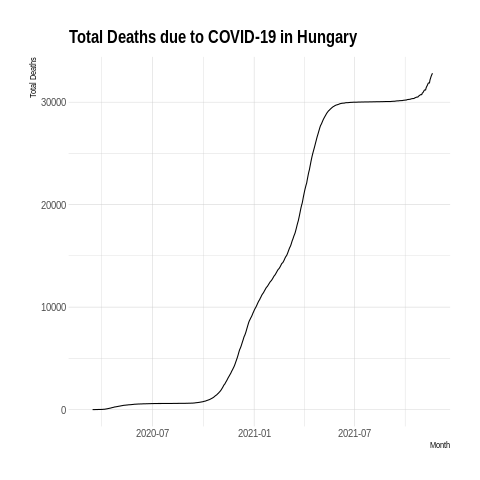 Total Deaths due to COVID-19 in Hungary
Total Deaths
30000
20000
10000
0
2020-07 2021-01 2021-07
Month